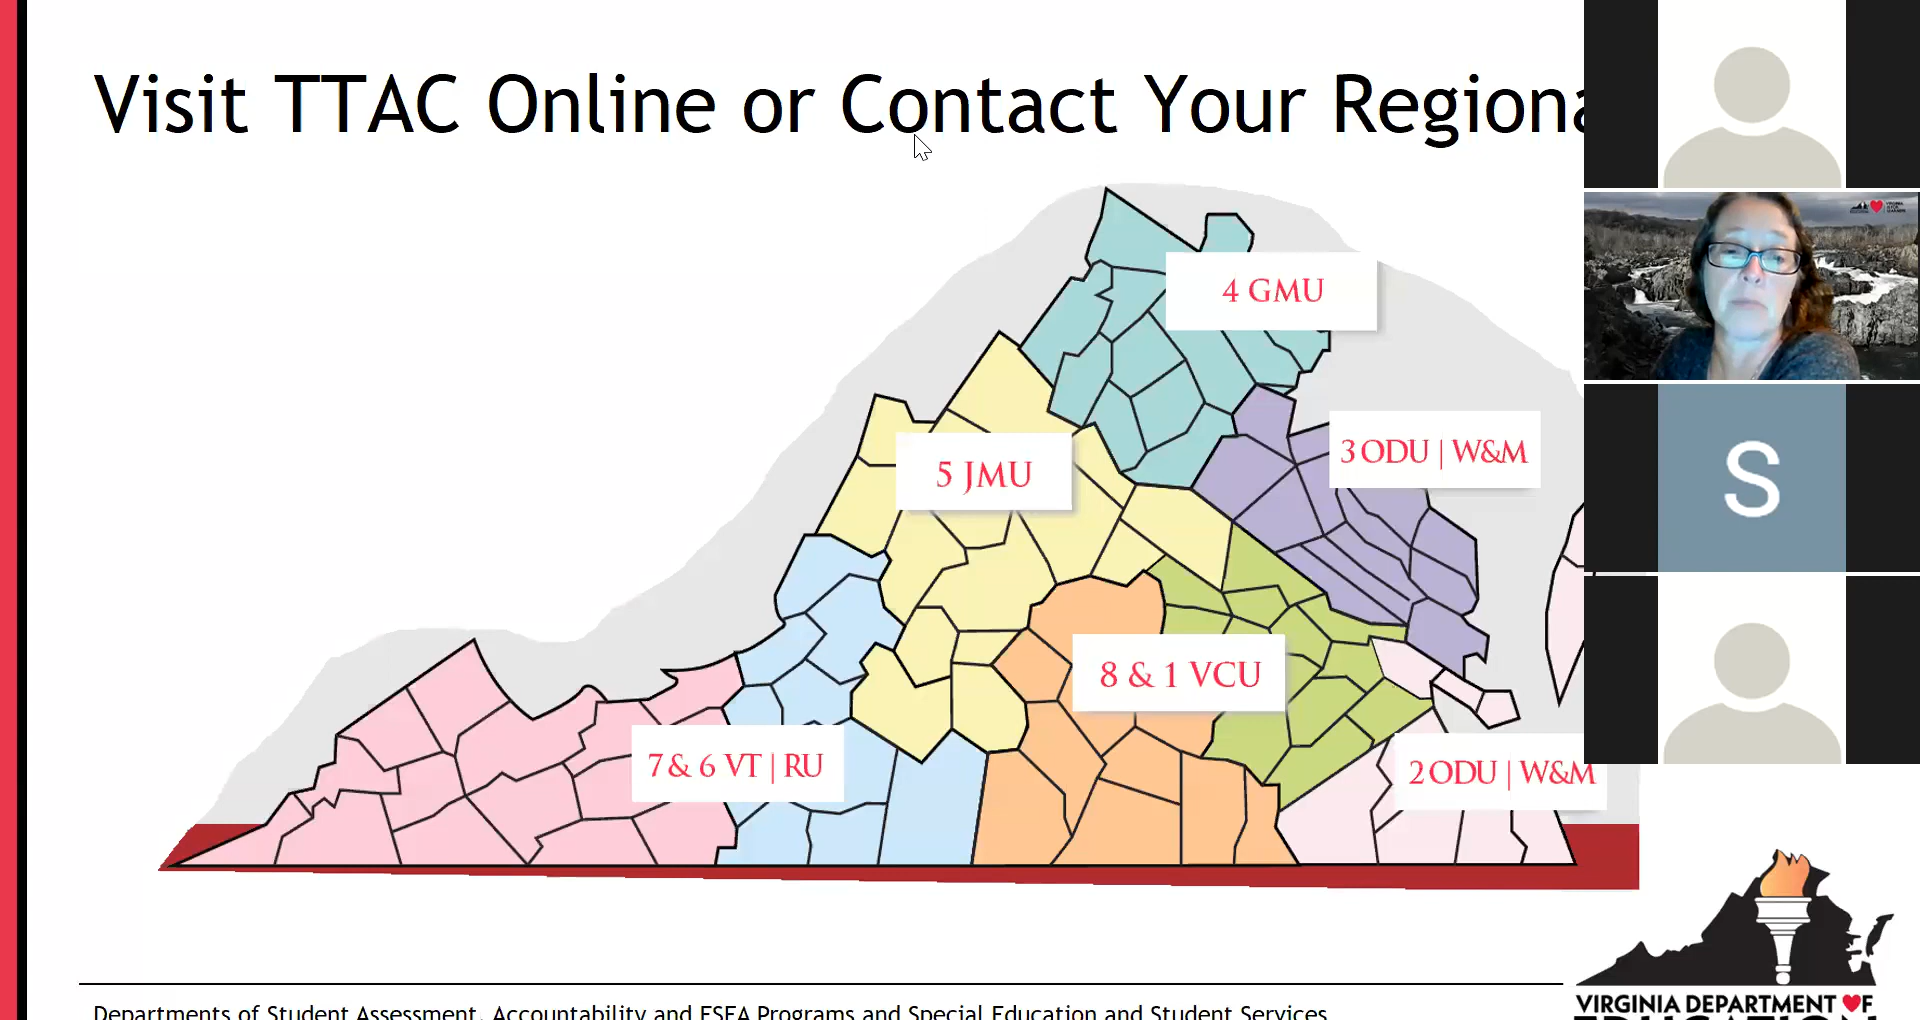 Visit TTAC Online or Contact Your Regiona
4 GMU
3 ODU | W&M
5 JMU
S
8 & 1 VCU
7 & 6 VT | RU
2 ODU | W&M
VIRGINIA DEPARTMENT OF
EDUCATION
Departments of Student Assessment, Accountability and ESEA Programs and Special Education and Student Services